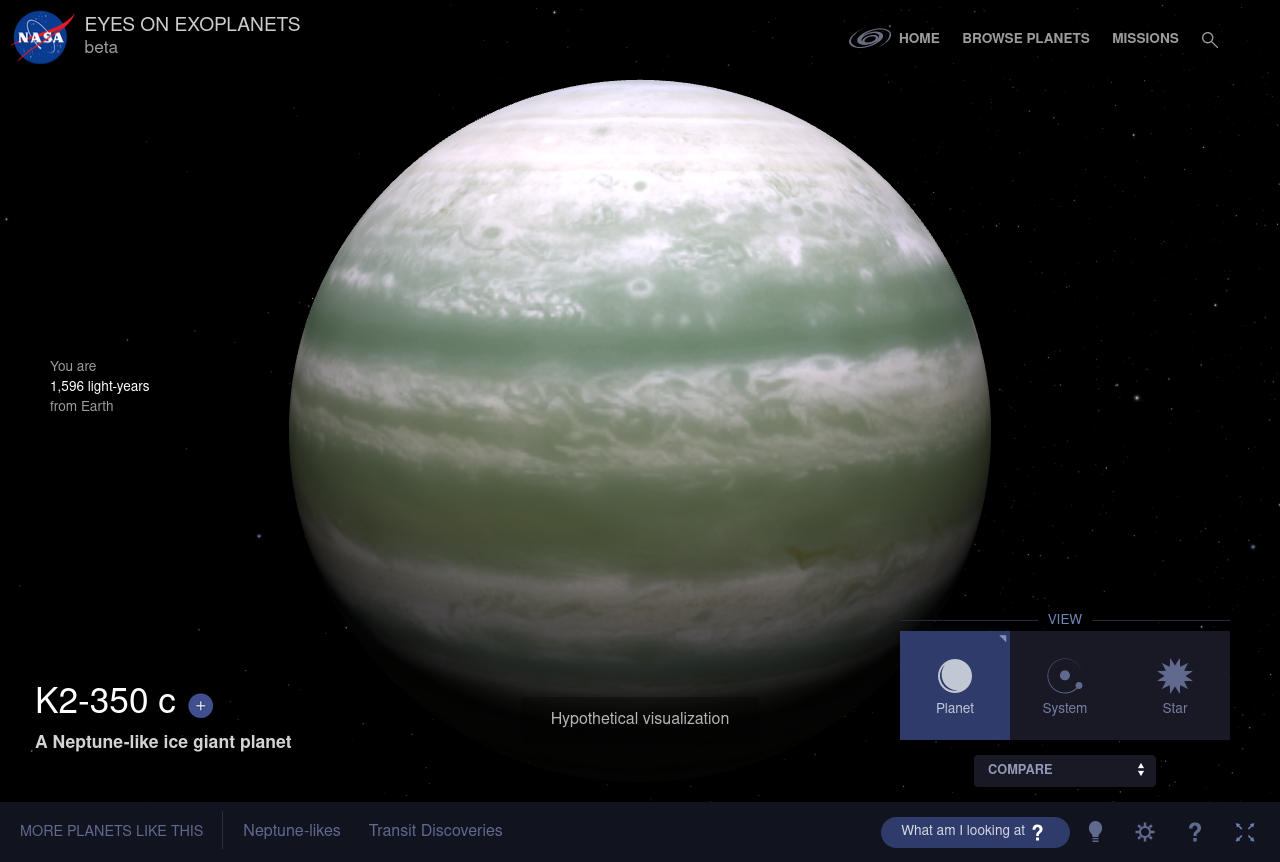 NASA
EYES ON EXOPLANETS
beta
HOME
BROWSE PLANETS
MISSIONS
You are
1,596 light-years
from Earth
K2-350 c +
A Neptune-like ice giant planet
Hypothetical visualization
VIEW
Planet
System
Star
COMPARE
MORE PLANETS LIKE THIS
Neptune-likes
Transit Discoveries
What am I looking at ?
?